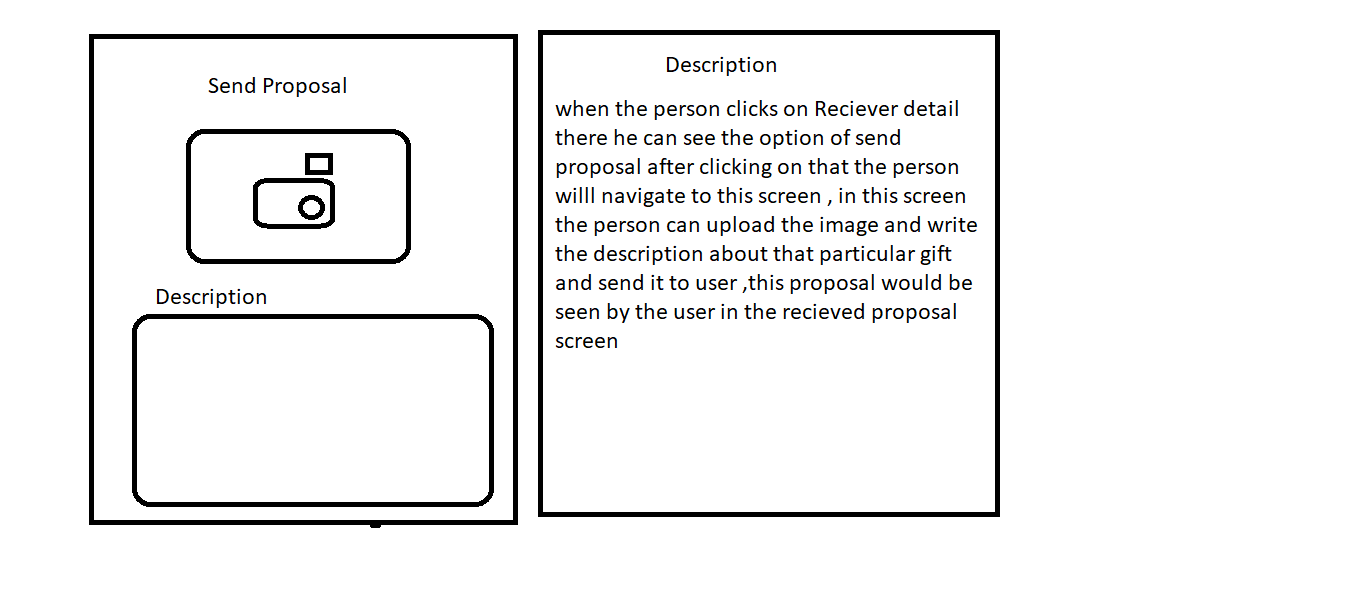 Send Proposal
Description
Description
when the person clicks on Reciever detail
there he can see the option of send
proposal after clicking on that the person
willl navigate to this screen , in this screen
the person can upload the image and write
the description about that particular gift
and send it to user ,this proposal would be
seen by the user in the recieved proposal
screen